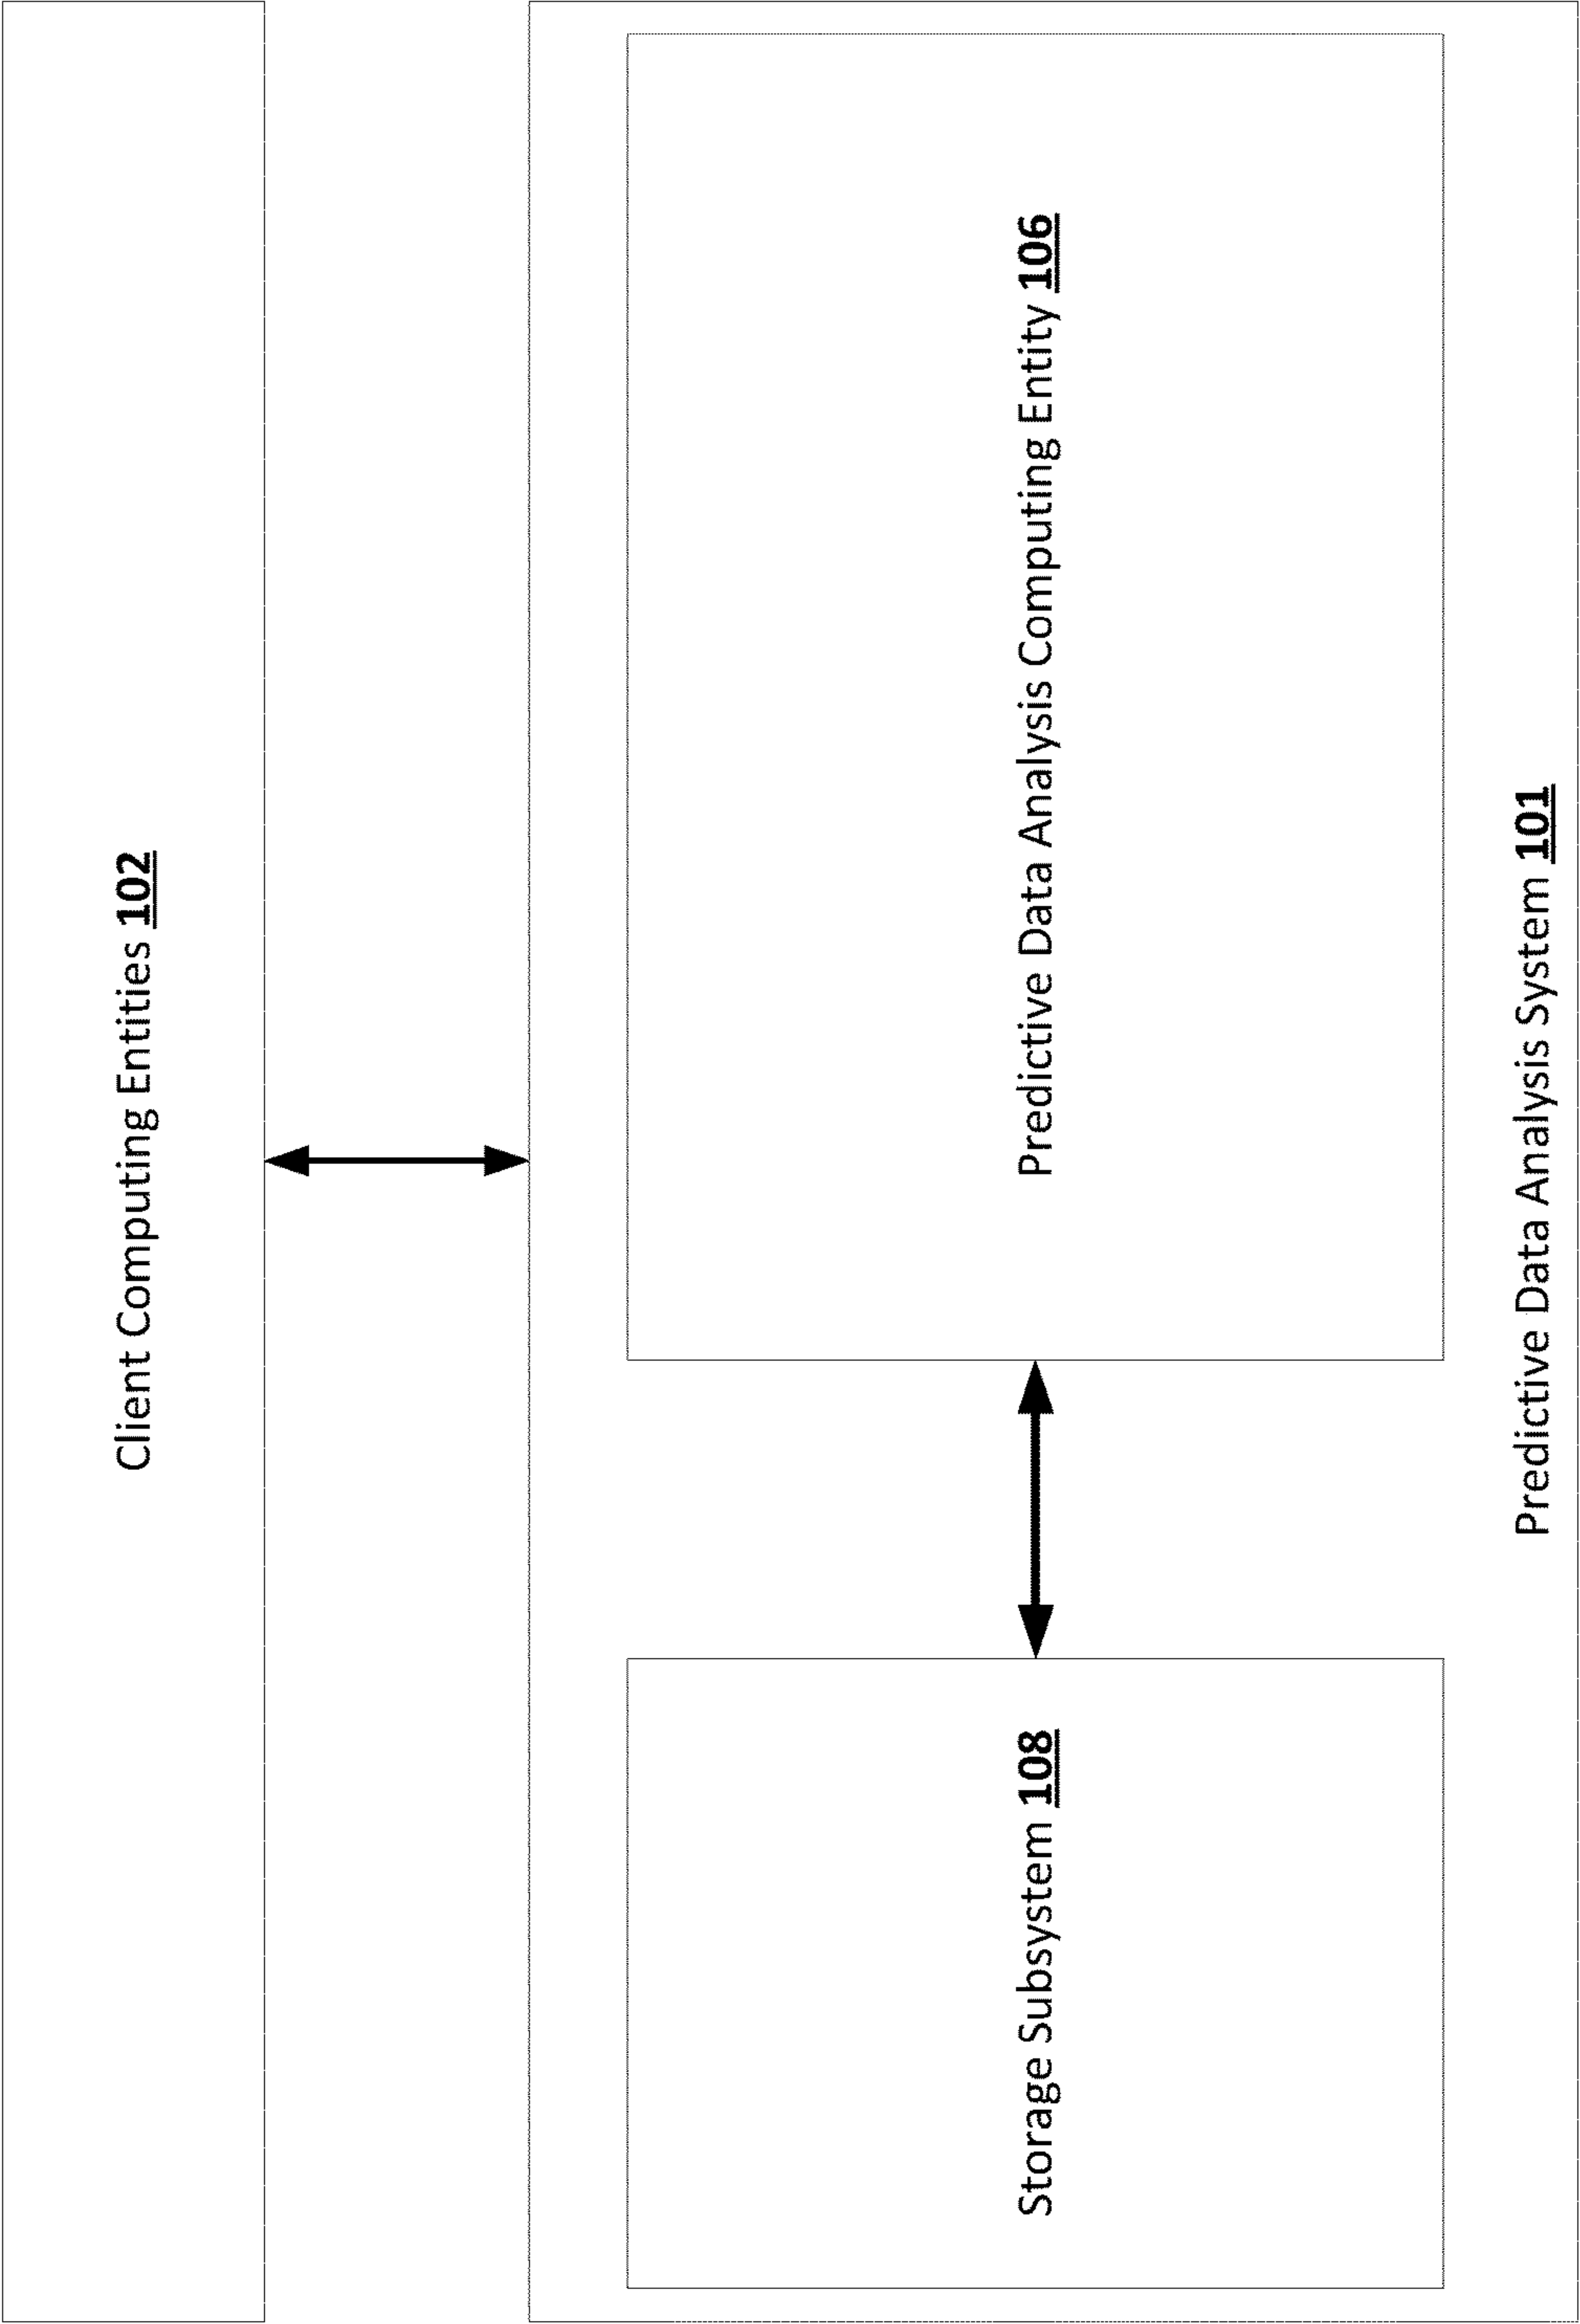 Client Computing Entities 102
Storage Subsystem 108
Predictive Data Analysis Computing Entity 106
Predictive Data Analysis System 101